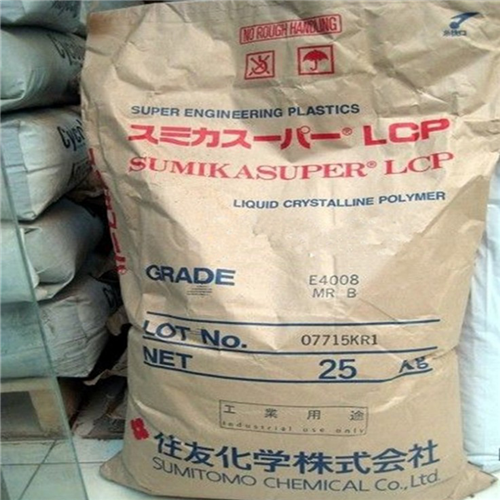 NO ROUGH HANDLING
SUPER ENGINEERING PLASTICS
スミカスーパー® LCP
SUMIKASUPER® LCP
LIQUID CRYSTALLINE POLYMER
GRADE E4008
MR B
LOT No. 07715KR1
NET 25 Kg
工業用途
Industrial use only
住友化学株式会社
SUMITOMO CHEMICAL Co., Ltd.